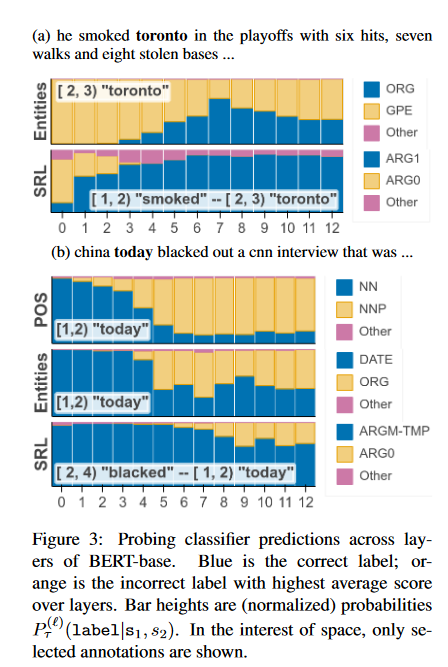 (a) he smoked toronto in the playoffs with six hits, seven
walks and eight stolen bases ...
Entities
[ 2, 3) "toronto"
ORG
GPE
Other
SRL
[ 1, 2) "smoked" -- [ 2, 3) "toronto"
ARG1
ARG0
Other
0 1 2 3 4 5 6 7 8 9 10 11 12
(b) china today blacked out a cnn interview that was ...
POS
[1,2) "today"
NN
NNP
Other
Entities
[1,2) "today"
DATE
ORG
Other
SRL
[ 2, 4) "blacked" -- [ 1, 2) "today"
ARGM-TMP
ARG0
Other
0 1 2 3 4 5 6 7 8 9 10 11 12
Figure 3: Probing classifier predictions across lay-
ers of BERT-base. Blue is the correct label; or-
ange is the incorrect label with highest average score
over layers. Bar heights are (normalized) probabilities
P_τ^(ℓ)(label|s₁, s₂). In the interest of space, only se-
lected annotations are shown.